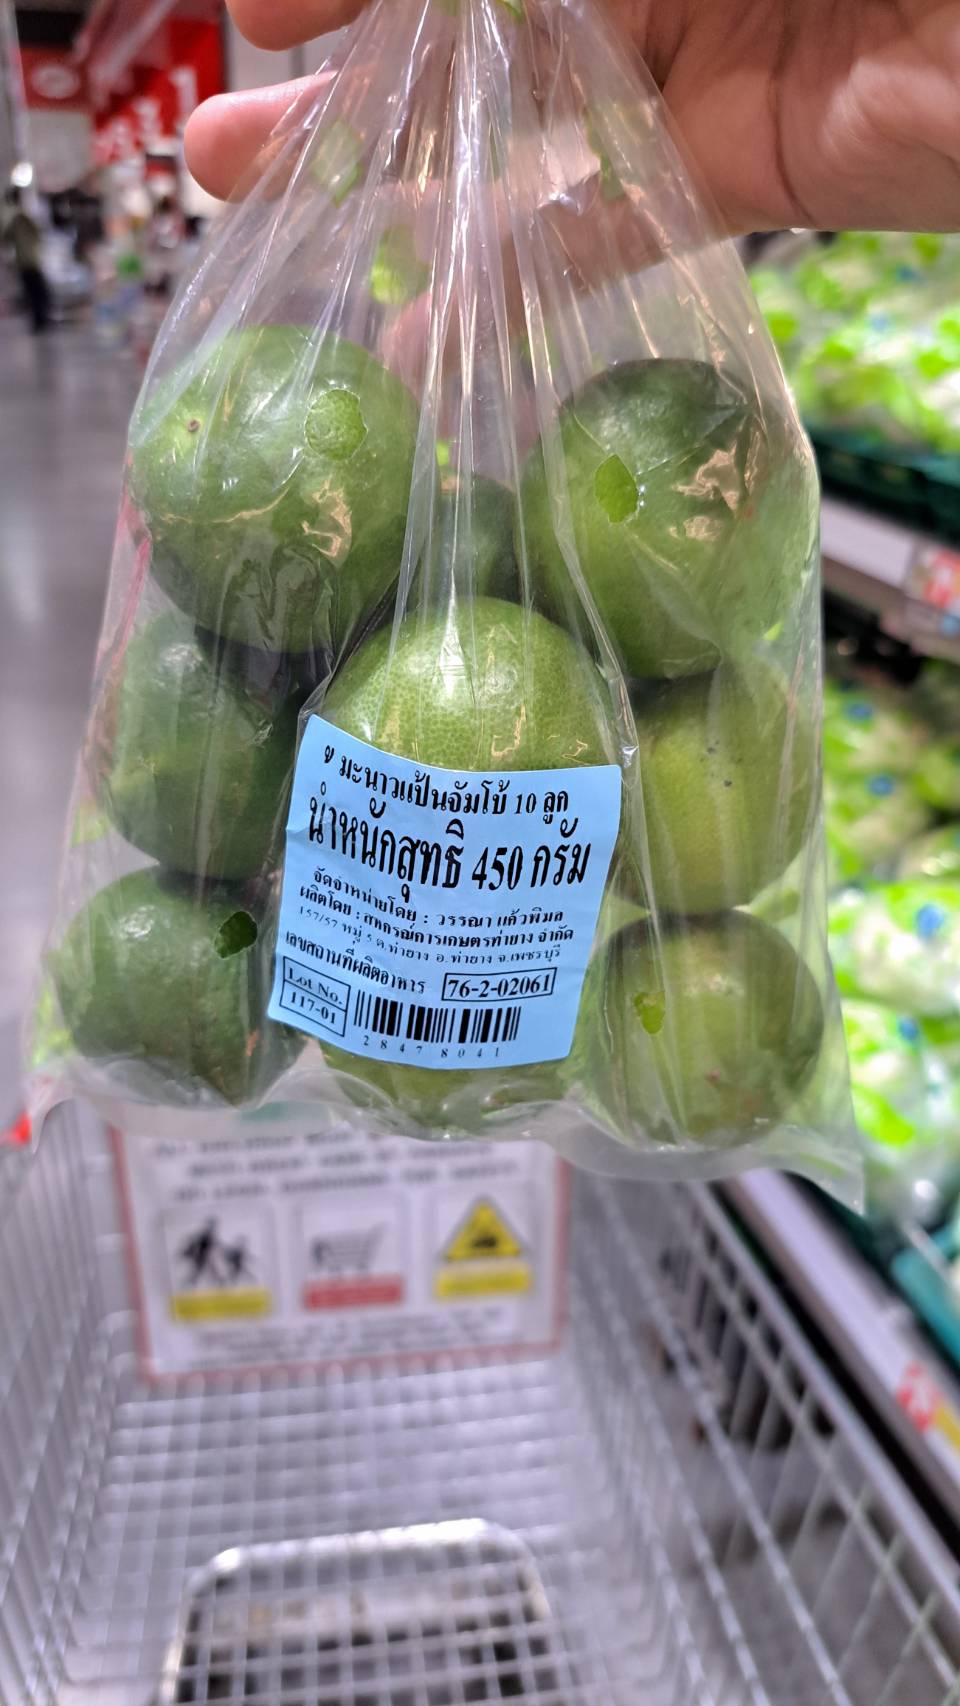 ยู มะนาวแป้นจัมโบ้ 10 ลูก
น้ำหนักสุทธิ 450 กรัม
จัดจำหน่ายโดย : วรรณา แก้วพิมล
ผลิตโดย : สหกรณ์การเกษตรท่ายาง จำกัด
157/57 หมู่ 5 ต.ท่ายาง อ.ท่ายาง จ.เพชรบุรี
เลขสถานที่ผลิตอาหาร 76-2-02061
Lot No.
117-01
28478041